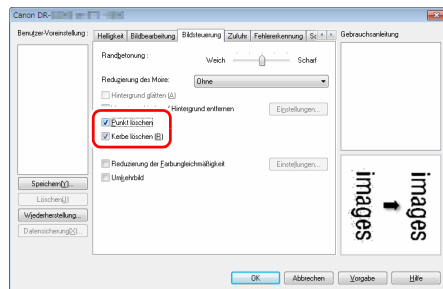 Canon DR-
Benutzer-Voreinstellung :
Helligkeit
Bildbearbeitung
Bildsteuerung
Zufuhr
Fehlererkennung
Gebrauchsanleitung
Randbetonung :
Weich
Scharf
Reduzierung des Moire:
Ohne
Hintergrund glätten (A)
Hintergrund entfernen
Einstellungen...
Punkt löschen
Kerbe löschen (R)
Reduzierung der Farbungleichmäßigkeit
Einstellungen...
Umkehrbild
Speichern(Y)...
Löschen(J)
Wiederherstellung...
Datensicherung(X)...
images
images
OK
Abbrechen
Vorgabe
Hilfe